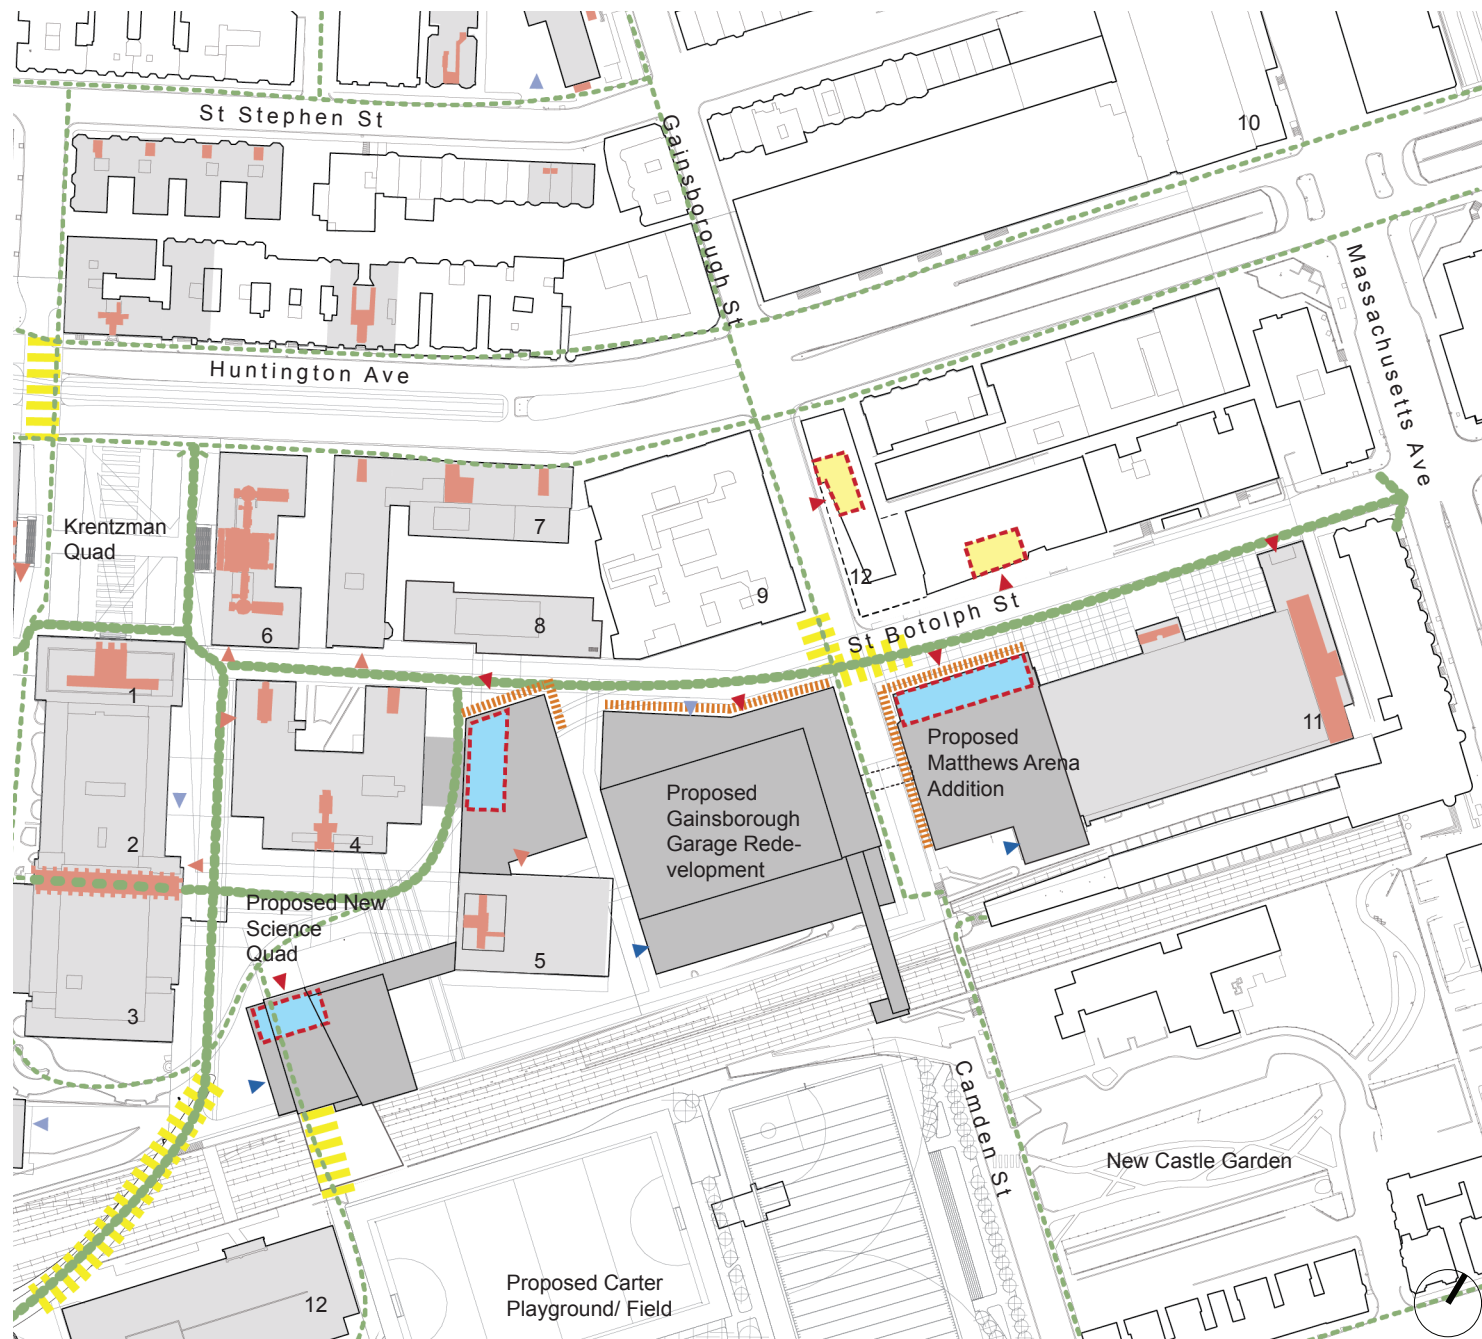 St Stephen St
Gainsborough St
10
Massachusetts Ave
Huntington Ave
Krentzman
Quad
7
6
8
9
12
St Botolph St
1
11
Proposed
Matthews Arena
Addition
Proposed
Gainsborough
Garage Rede-
velopment
2
4
Proposed New
Science
Quad
5
3
Camden St
New Castle Garden
Proposed Carter
Playground/ Field
12